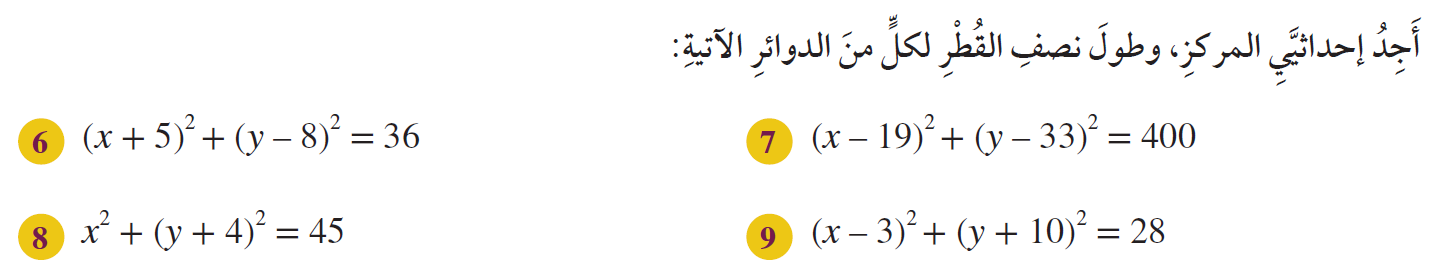 أَجِدُ إحداثيَّيِ المركزِ، وطولَ نصفِ القُطْرِ لكلٍّ منَ الدوائرِ الآتيةِ:
6 (x + 5)² + (y – 8)² = 36
7 (x – 19)² + (y – 33)² = 400
8 x² + (y + 4)² = 45
9 (x – 3)² + (y + 10)² = 28